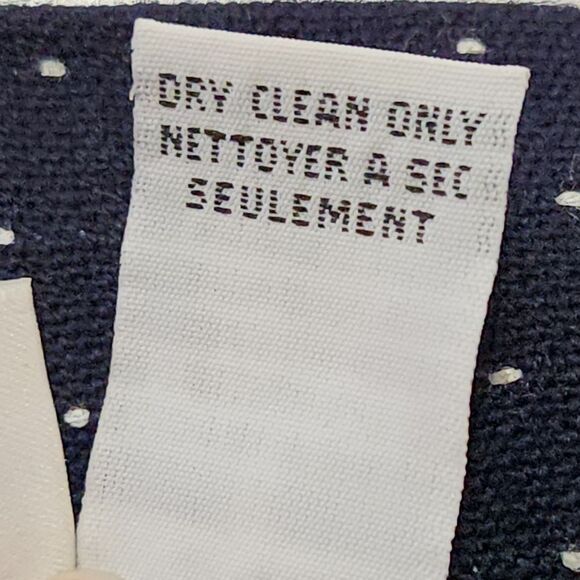 DRY CLEAN ONLY
NETTOYER A SEC
SEULEMENT